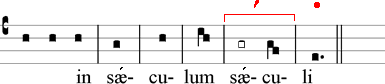 in sǽ- cu- lum sǽ- cu- li